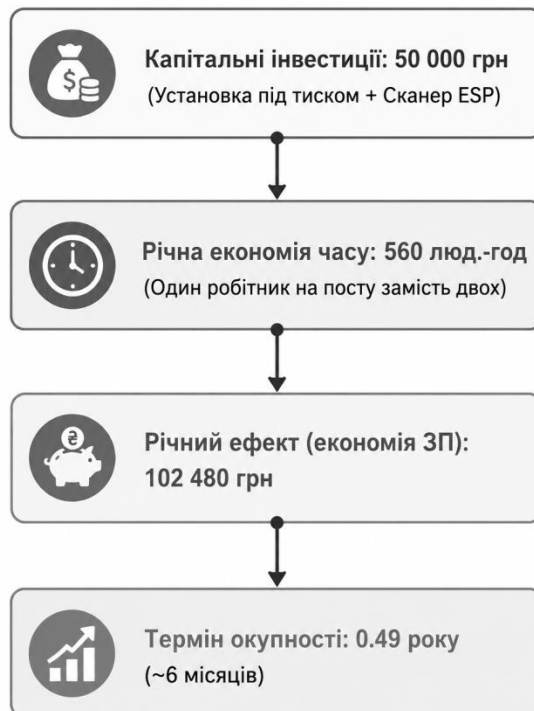 $
Капітальні інвестиції: 50 000 грн
(Установка під тиском + Сканер ESP)
Річна економія часу: 560 люд.-год
(Один робітник на посту замість двох)
₴
Річний ефект (економія ЗП):
102 480 грн
Термін окупності: 0.49 року
(~6 місяців)